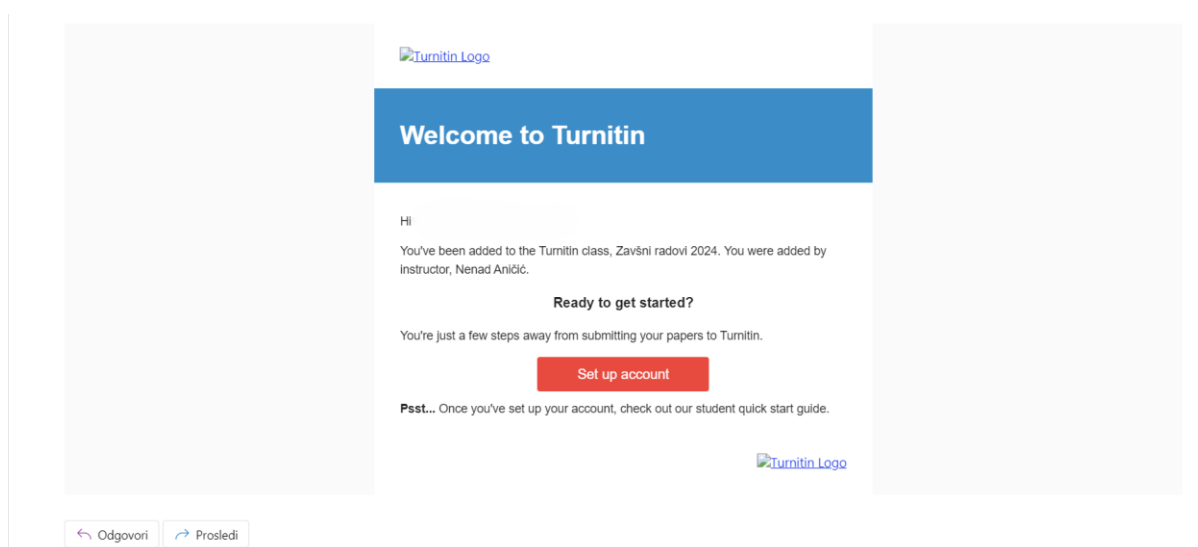 Turnitin Logo
Welcome to Turnitin
Hi
You've been added to the Turnitin class, Zavšni radovi 2024. You were added by
instructor, Nenad Aničić.
Ready to get started?
You're just a few steps away from submitting your papers to Turnitin.
Set up account
Psst... Once you've set up your account, check out our student quick start guide.
Turnitin Logo
Odgovori Prosledi